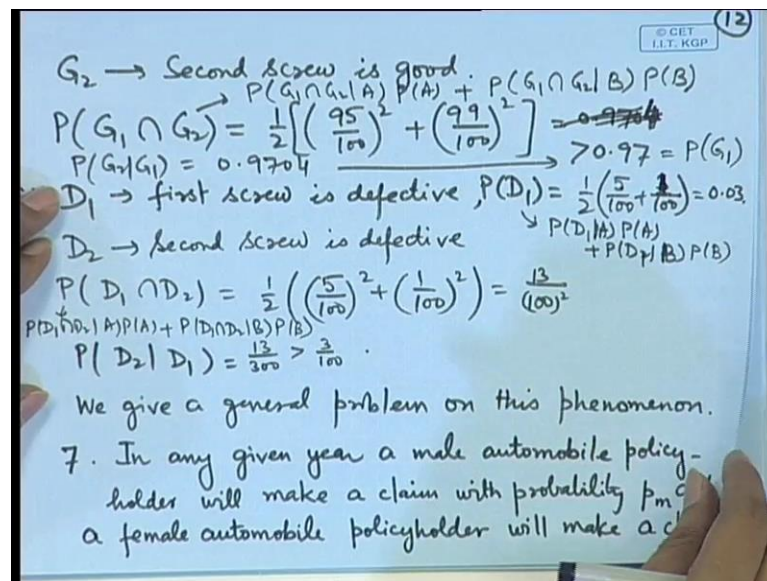 12
© CET
I.I.T. KGP
G₂ → Second screw is good.
P(G₁∩G₂|A) P(A) + P(G₁∩G₂|B) P(B)
P(G₁ ∩ G₂) = 1/2[(95/100)² + (99/100)²] =
P(G₂|G₁) = 0.9704 → >0.97 = P(G₁)
D₁ → first screw is defective, P(D₁) = 1/2(5/100 + 1/100) = 0.03.
P(D₁|A) P(A)
+ P(D₁|B) P(B)
D₂ → Second screw is defective
P(D₁ ∩ D₂) = 1/2((5/100)² + (1/100)²) = 13/(100)²
P(D₁∩D₂|A)P(A) + P(D₁∩D₂|B)P(B)
P(D₂|D₁) = 13/300 > 3/100 .
We give a general problem on this phenomenon.
7. In any given year a male automobile policy-
holder will make a claim with probability pm
a female automobile policyholder will make a